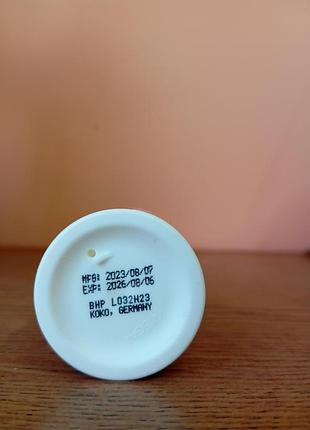 MFG: 2023/08/07
EXP: 2026/08/06
BHP L032H23
KOKO, GERMANY